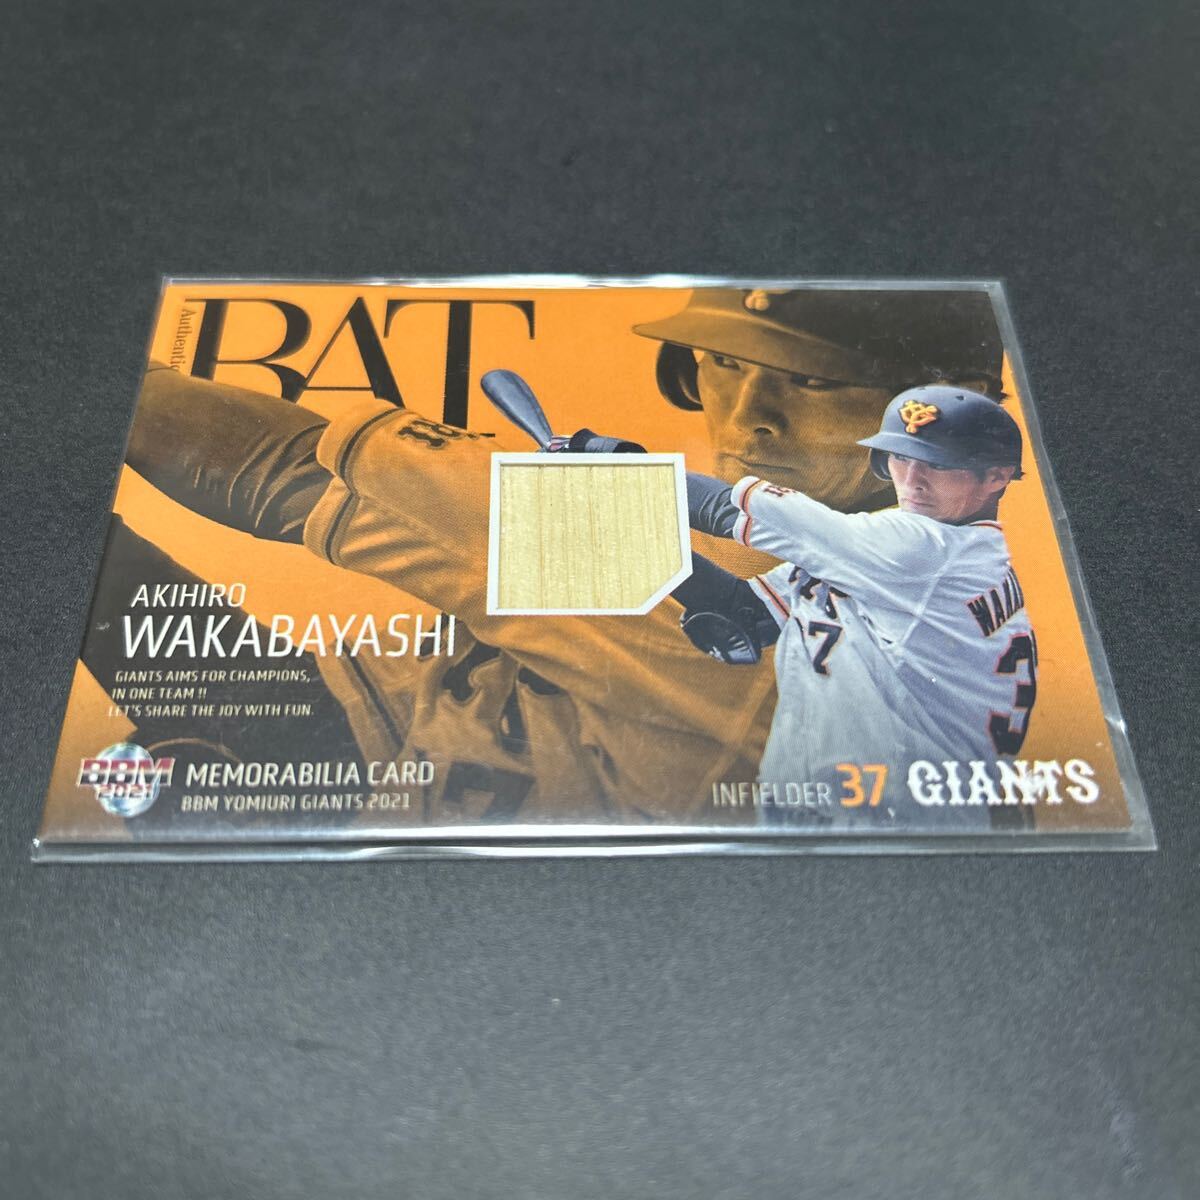 Authentic
BAT
AKIHIRO
WAKABAYASHI
GIANTS AIMS FOR CHAMPIONS,
IN ONE TEAM !!
LET'S SHARE THE JOY WITH FUN.
BBM
2021
MEMORABILIA CARD
BBM YOMIURI GIANTS 2021
INFIELDER 37 GIANTS